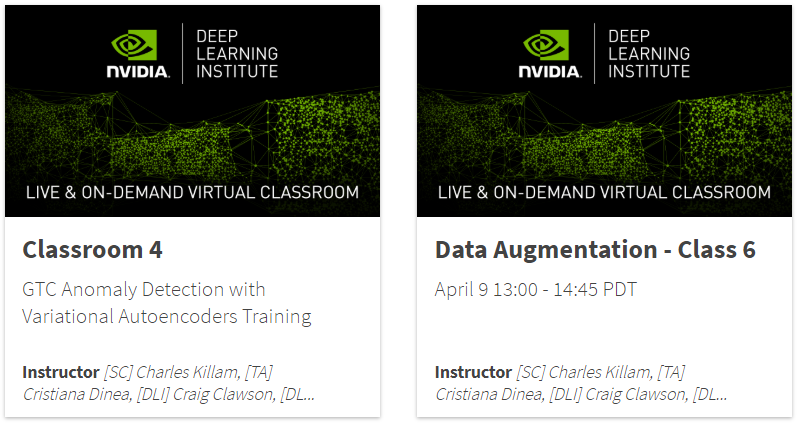 NVIDIA.
DEEP
LEARNING
INSTITUTE
LIVE & ON-DEMAND VIRTUAL CLASSROOM
Classroom 4
GTC Anomaly Detection with
Variational Autoencoders Training
Instructor [SC] Charles Killam, [TA]
Cristiana Dinea, [DLI] Craig Clawson, [DL...
NVIDIA.
DEEP
LEARNING
INSTITUTE
LIVE & ON-DEMAND VIRTUAL CLASSROOM
Data Augmentation - Class 6
April 9 13:00 - 14:45 PDT
Instructor [SC] Charles Killam, [TA]
Cristiana Dinea, [DLI] Craig Clawson, [DL...